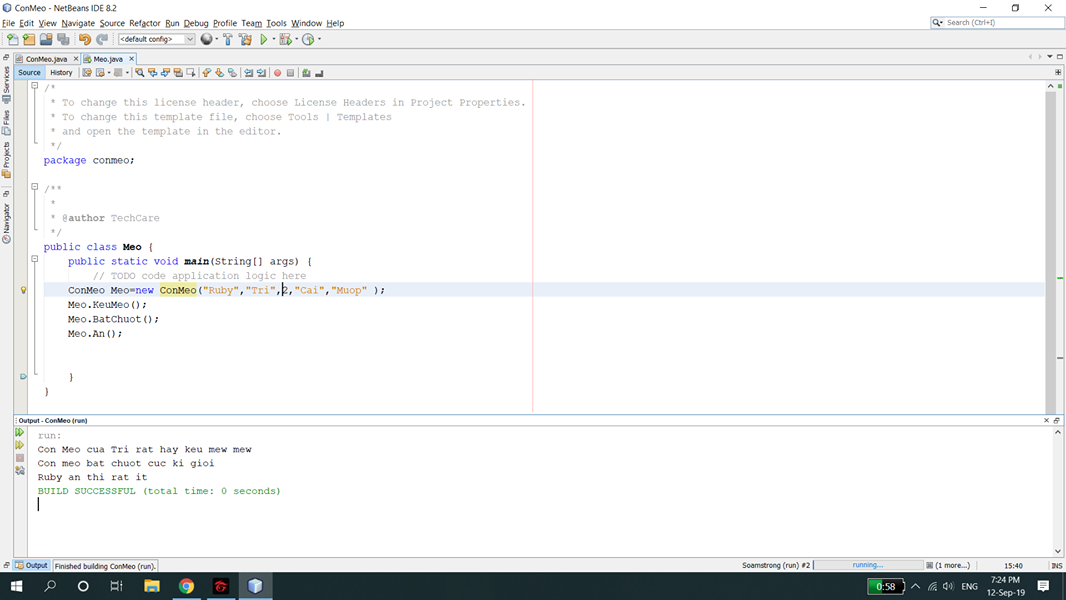 ConMeo - NetBeans IDE 8.2
File Edit View Navigate Source Refactor Run Debug Profile Team Tools Window Help
Search (Ctrl+I)
<default config>
ConMeo.java Meo.java
Source History
Services
Files
Projects
Navigator
/*
* To change this license header, choose License Headers in Project Properties.
* To change this template file, choose Tools | Templates
* and open the template in the editor.
*/
package conmeo;
/**
*
* @author TechCare
*/
public class Meo {
public static void main(String[] args) {
// TODO code application logic here
ConMeo Meo=new ConMeo("Ruby","Tri",2,"Cai","Muop" );
Meo.KeuMeo();
Meo.BatChuot();
Meo.An();
}
}
Output - ConMeo (run)
run:
Con Meo cua Tri rat hay keu mew mew
Con meo bat chuot cuc ki gioi
Ruby an thi rat it
BUILD SUCCESSFUL (total time: 0 seconds)
Output Finished building ConMeo (run). Soamstrong (run) #2 running... (1 more...) 15:40 INS
0:58 ENG 7:24 PM
12-Sep-19